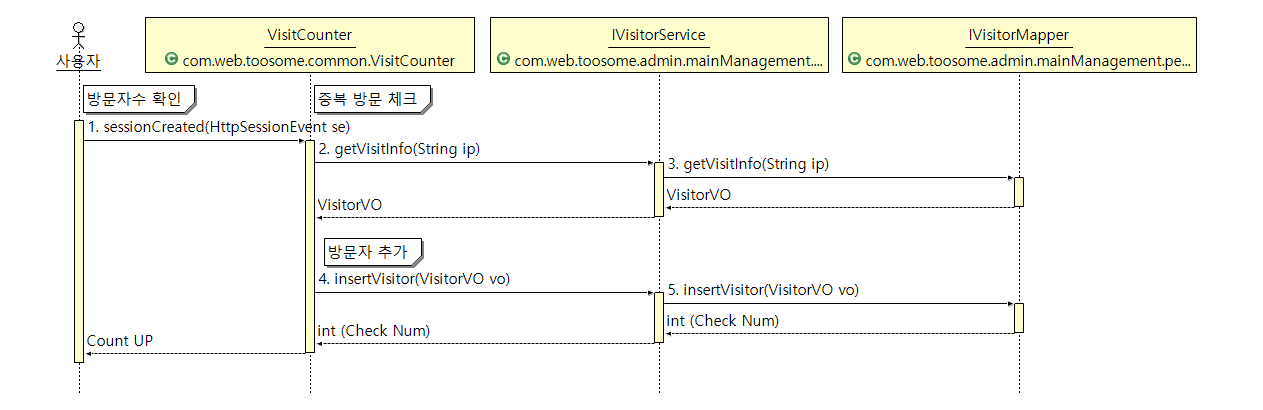 사용자
VisitCounter
com.web.toosome.common.VisitCounter
IVisitorService
com.web.toosome.admin.mainManagement....
IVisitorMapper
com.web.toosome.admin.mainManagement.pe...
방문자수 확인
중복 방문 체크
1. sessionCreated(HttpSessionEvent se)
2. getVisitInfo(String ip)
3. getVisitInfo(String ip)
VisitorVO
VisitorVO
방문자 추가
4. insertVisitor(VisitorVO vo)
5. insertVisitor(VisitorVO vo)
int (Check Num)
int (Check Num)
Count UP